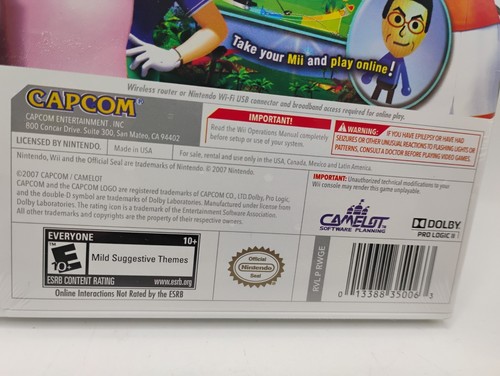 Take your Mii and play online!
Wireless router or Nintendo Wi-Fi USB connector and broadband access required for online play.
CAPCOM
CAPCOM ENTERTAINMENT, INC
800 Concar Drive, Suite 300, San Mateo, CA 94402
IMPORTANT!
Read the Wii Operations Manual completely
before setup or use of your system.
WARNING: IF YOU HAVE EPILEPSY OR HAVE HAD
SEIZURES OR OTHER UNUSUAL REACTIONS TO FLASHING LIGHTS OR
PATTERNS, CONSULT A DOCTOR BEFORE PLAYING VIDEO GAMES.
LICENSED BY NINTENDO.
Made in USA
For sale, rental and use only in the USA, Canada, Mexico and Latin America.
Nintendo, Wii and the Official Seal are trademarks of Nintendo. © 2007 Nintendo.
IMPORTANT: Unauthorized technical modifications to your
Wii console may render this game unplayable.
©2007 CAPCOM / CAMELOT
CAPCOM and the CAPCOM LOGO are registered trademarks of CAPCOM CO., LTD. Dolby, Pro Logic,
and the double-D symbol are trademarks of Dolby Laboratories. Manufactured under license from
Dolby Laboratories. The rating icon is a trademark of the Entertainment Software Association.
All other trademarks and copyrights are the property of their respective owners.
CAMELOT
SOFTWARE PLANNING
DOLBY
PRO LOGIC II
EVERYONE 10+
E
10+
Mild Suggestive Themes
ESRB CONTENT RATING www.esrb.org
Online Interactions Not Rated by the ESRB
Official
Nintendo
Seal
RVL P RWGE
0 13388 35006 3